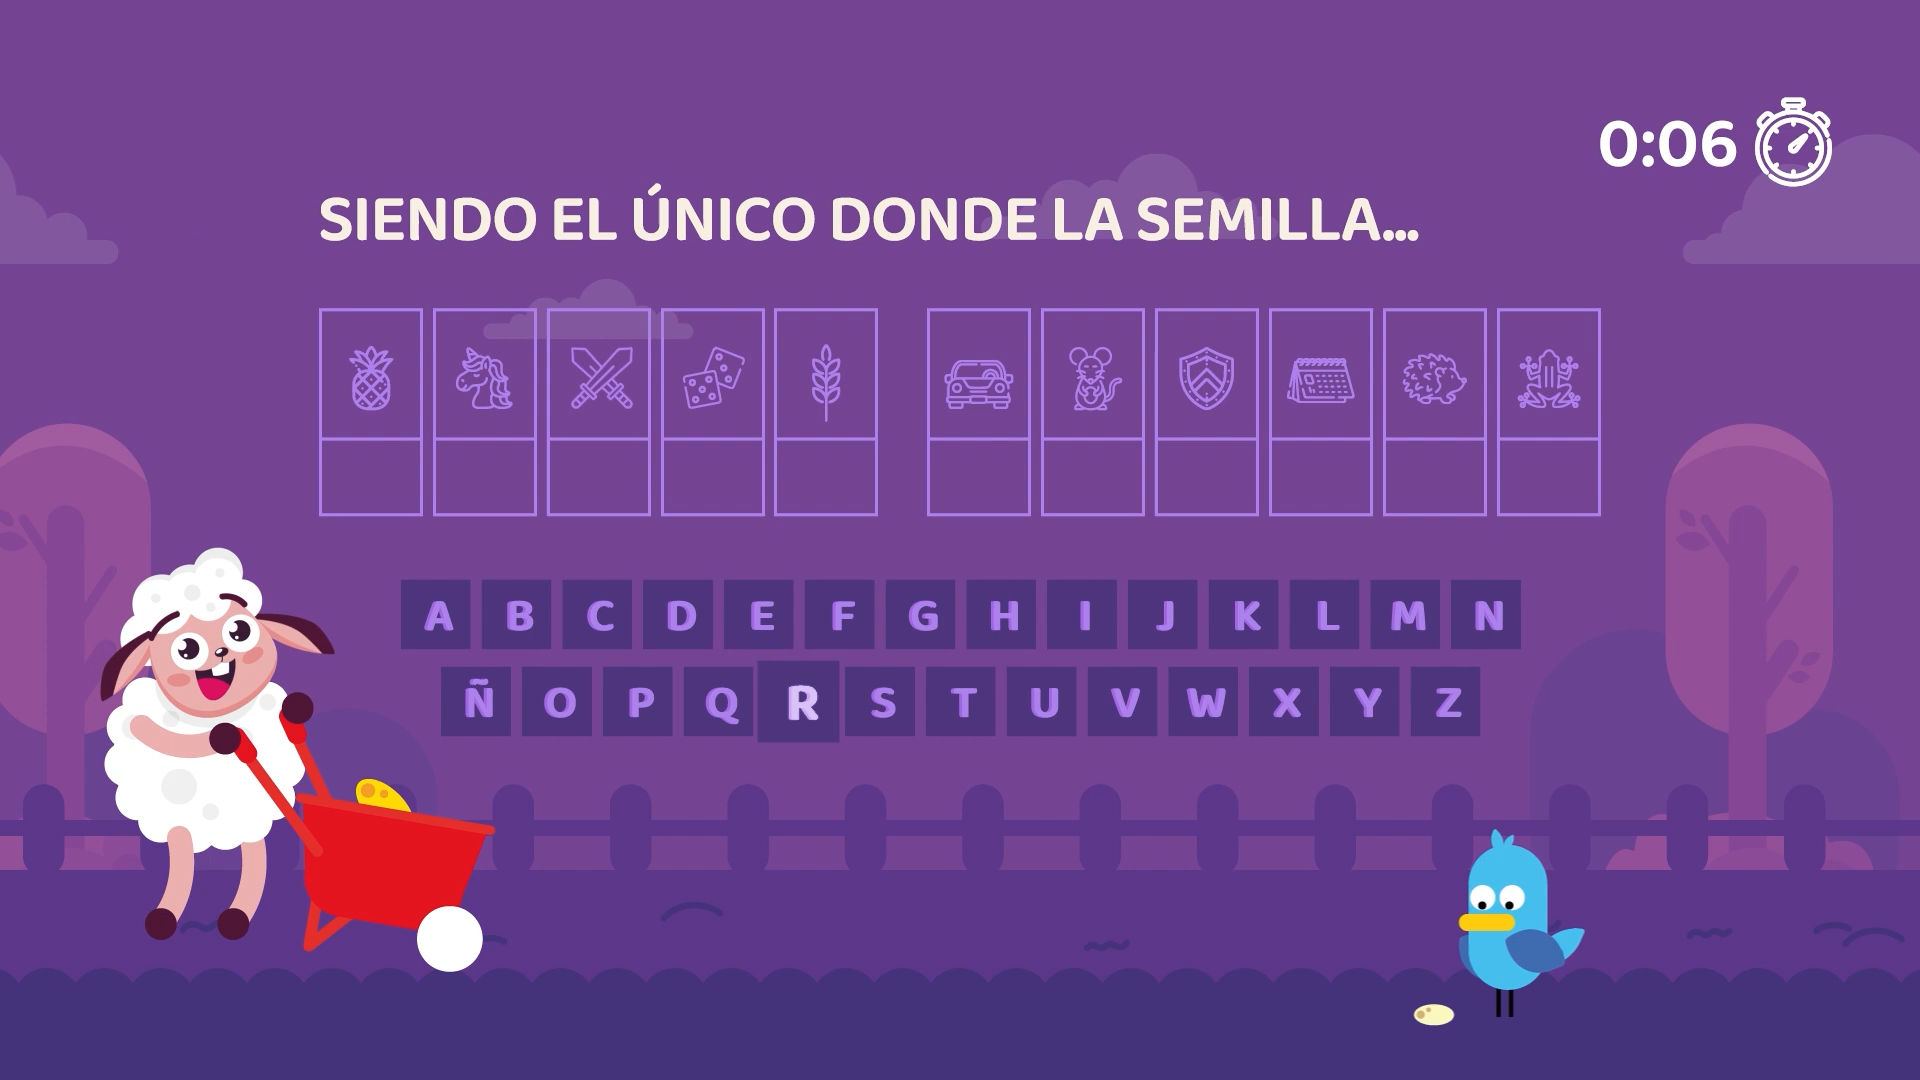 0:06
SIENDO EL ÚNICO DONDE LA SEMILLA...
A B C D E F G H I J K L M N
Ñ O P Q R S T U V W X Y Z